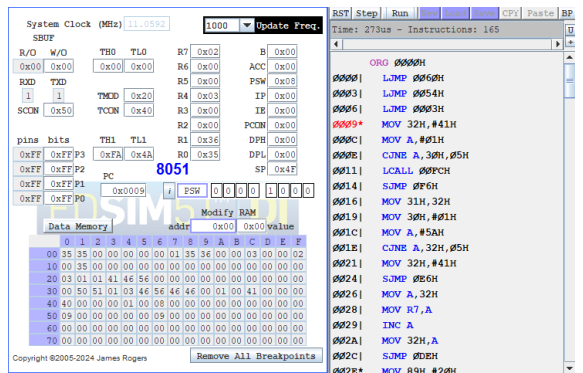 System Clock (MHz) 11.0592 1000 Update Freq.
SBUF
R/O W/O TH0 TL0 R7 0x02 B 0x00
0x00 0x00 0x00 0x00 R6 0x00 ACC 0x00
RXD TXD R5 0x00 PSW 0x08
1 1 TMOD 0x20 R4 0x03 IP 0x00
SCON 0x50 TCON 0x40 R3 0x00 IE 0x00
R2 0x00 PCON 0x00
pins bits TH1 TL1 R1 0x36 DPH 0x00
0xFF 0xFF P3 0xFA 0x4A R0 0x35 DPL 0x00
0xFF 0xFF P2 8051 SP 0x4F
0xFF 0xFF P1 PC
0xFF 0xFF P0 0x0009 i PSW 0 0 0 0 1 0 0 0
Modify RAM
Data Memory addr 0x00 0x00 value
0 1 2 3 4 5 6 7 8 9 A B C D E F
00 35 35 00 00 00 00 00 01 35 36 00 00 03 00 00 02
10 00 35 00 00 00 00 00 00 00 00 00 00 00 00 00 00
20 03 01 01 41 46 56 00 00 00 00 00 00 00 00 00 00
30 00 50 51 01 03 46 56 46 46 00 01 00 41 00 00 00
40 40 00 00 00 01 00 08 00 00 00 00 00 00 00 00 00
50 09 00 00 00 00 00 09 00 00 00 00 00 00 00 00 00
60 00 00 00 00 00 00 00 00 00 00 00 00 00 00 00 00
70 00 00 00 00 00 00 00 00 00 00 00 00 00 00 00 00
Copyright ©2005-2024 James Rogers Remove All Breakpoints
RST Step Run CPY Paste BP
Time: 273us - Instructions: 165
U
ORG 0000H
0000| LJMP 0060H
0003| LJMP 0054H
0006| LJMP 0003H
0009* MOV 32H,#41H
000C| MOV A,#01H
000E| CJNE A,30H,05H
0011| LCALL 00FCH
0014| SJMP 0F6H
0016| MOV 31H,32H
0019| MOV 30H,#01H
001C| MOV A,#5AH
001E| CJNE A,32H,05H
0021| MOV 32H,#41H
0024| SJMP 0E6H
0026| MOV A,32H
0028| MOV R7,A
0029| INC A
002A| MOV 32H,A
002C| SJMP 0DEH
002E* MOV 89H,#20H